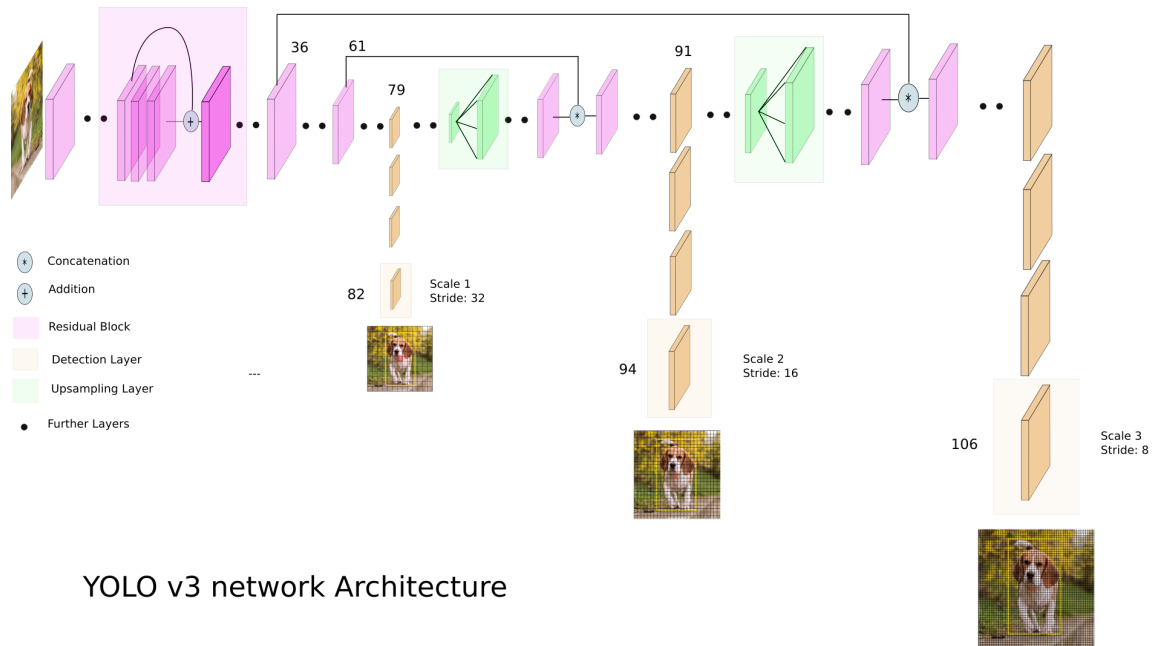 36
61
91
79
Concatenation
Addition
Residual Block
Detection Layer
Upsampling Layer
Further Layers
---
82
Scale 1
Stride: 32
94
Scale 2
Stride: 16
106
Scale 3
Stride: 8
YOLO v3 network Architecture